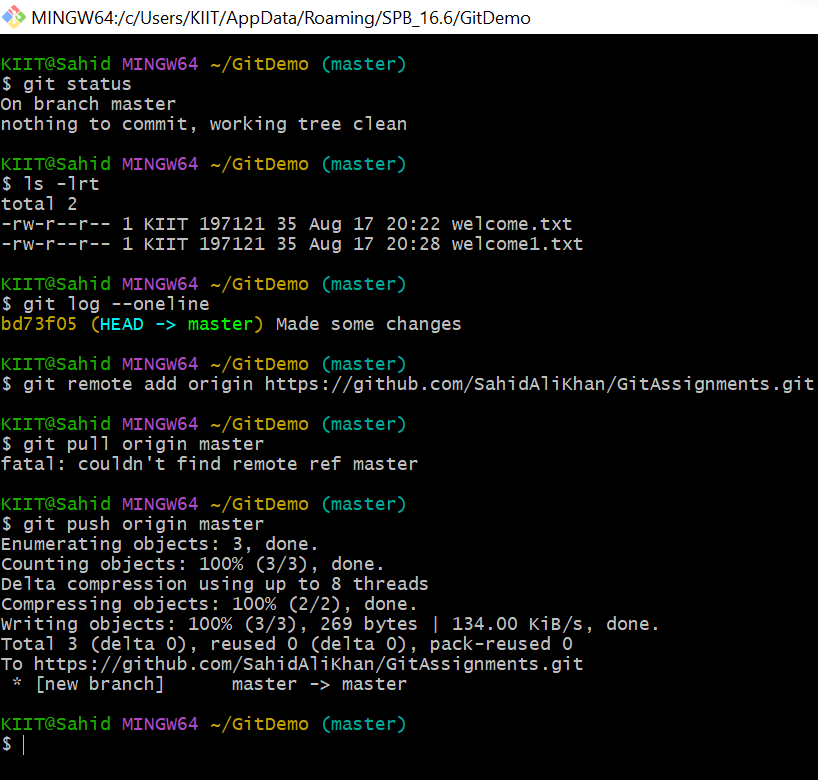 MINGW64:/c/Users/KIIT/AppData/Roaming/SPB_16.6/GitDemo
KIIT@Sahid MINGW64 ~/GitDemo (master)
$ git status
On branch master
nothing to commit, working tree clean
KIIT@Sahid MINGW64 ~/GitDemo (master)
$ ls -lrt
total 2
-rw-r--r-- 1 KIIT 197121 35 Aug 17 20:22 welcome.txt
-rw-r--r-- 1 KIIT 197121 35 Aug 17 20:28 welcome1.txt
KIIT@Sahid MINGW64 ~/GitDemo (master)
$ git log --oneline
bd73f05 (HEAD -> master) Made some changes
KIIT@Sahid MINGW64 ~/GitDemo (master)
$ git remote add origin https://github.com/SahidAliKhan/GitAssignments.git
KIIT@Sahid MINGW64 ~/GitDemo (master)
$ git pull origin master
fatal: couldn't find remote ref master
KIIT@Sahid MINGW64 ~/GitDemo (master)
$ git push origin master
Enumerating objects: 3, done.
Counting objects: 100% (3/3), done.
Delta compression using up to 8 threads
Compressing objects: 100% (2/2), done.
Writing objects: 100% (3/3), 269 bytes | 134.00 KiB/s, done.
Total 3 (delta 0), reused 0 (delta 0), pack-reused 0
To https://github.com/SahidAliKhan/GitAssignments.git
 * [new branch]      master -> master
KIIT@Sahid MINGW64 ~/GitDemo (master)
$